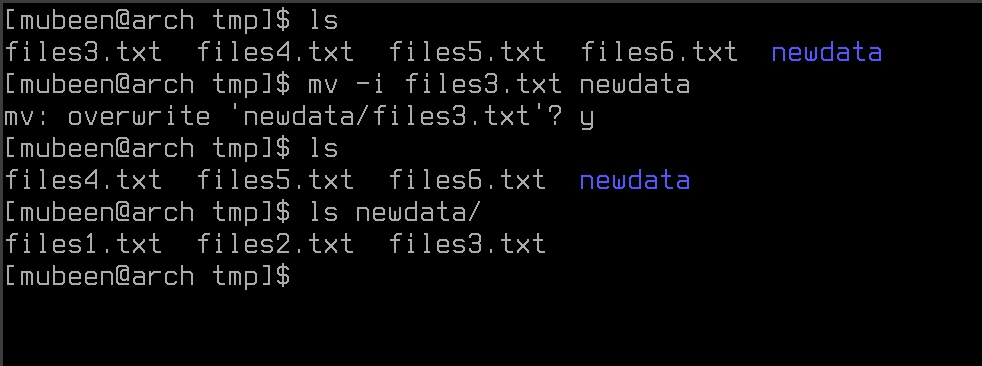 [mubeen@arch tmp]$ ls
files3.txt  files4.txt  files5.txt  files6.txt  newdata
[mubeen@arch tmp]$ mv -i files3.txt newdata
mv: overwrite 'newdata/files3.txt'? y
[mubeen@arch tmp]$ ls
files4.txt  files5.txt  files6.txt  newdata
[mubeen@arch tmp]$ ls newdata/
files1.txt  files2.txt  files3.txt
[mubeen@arch tmp]$